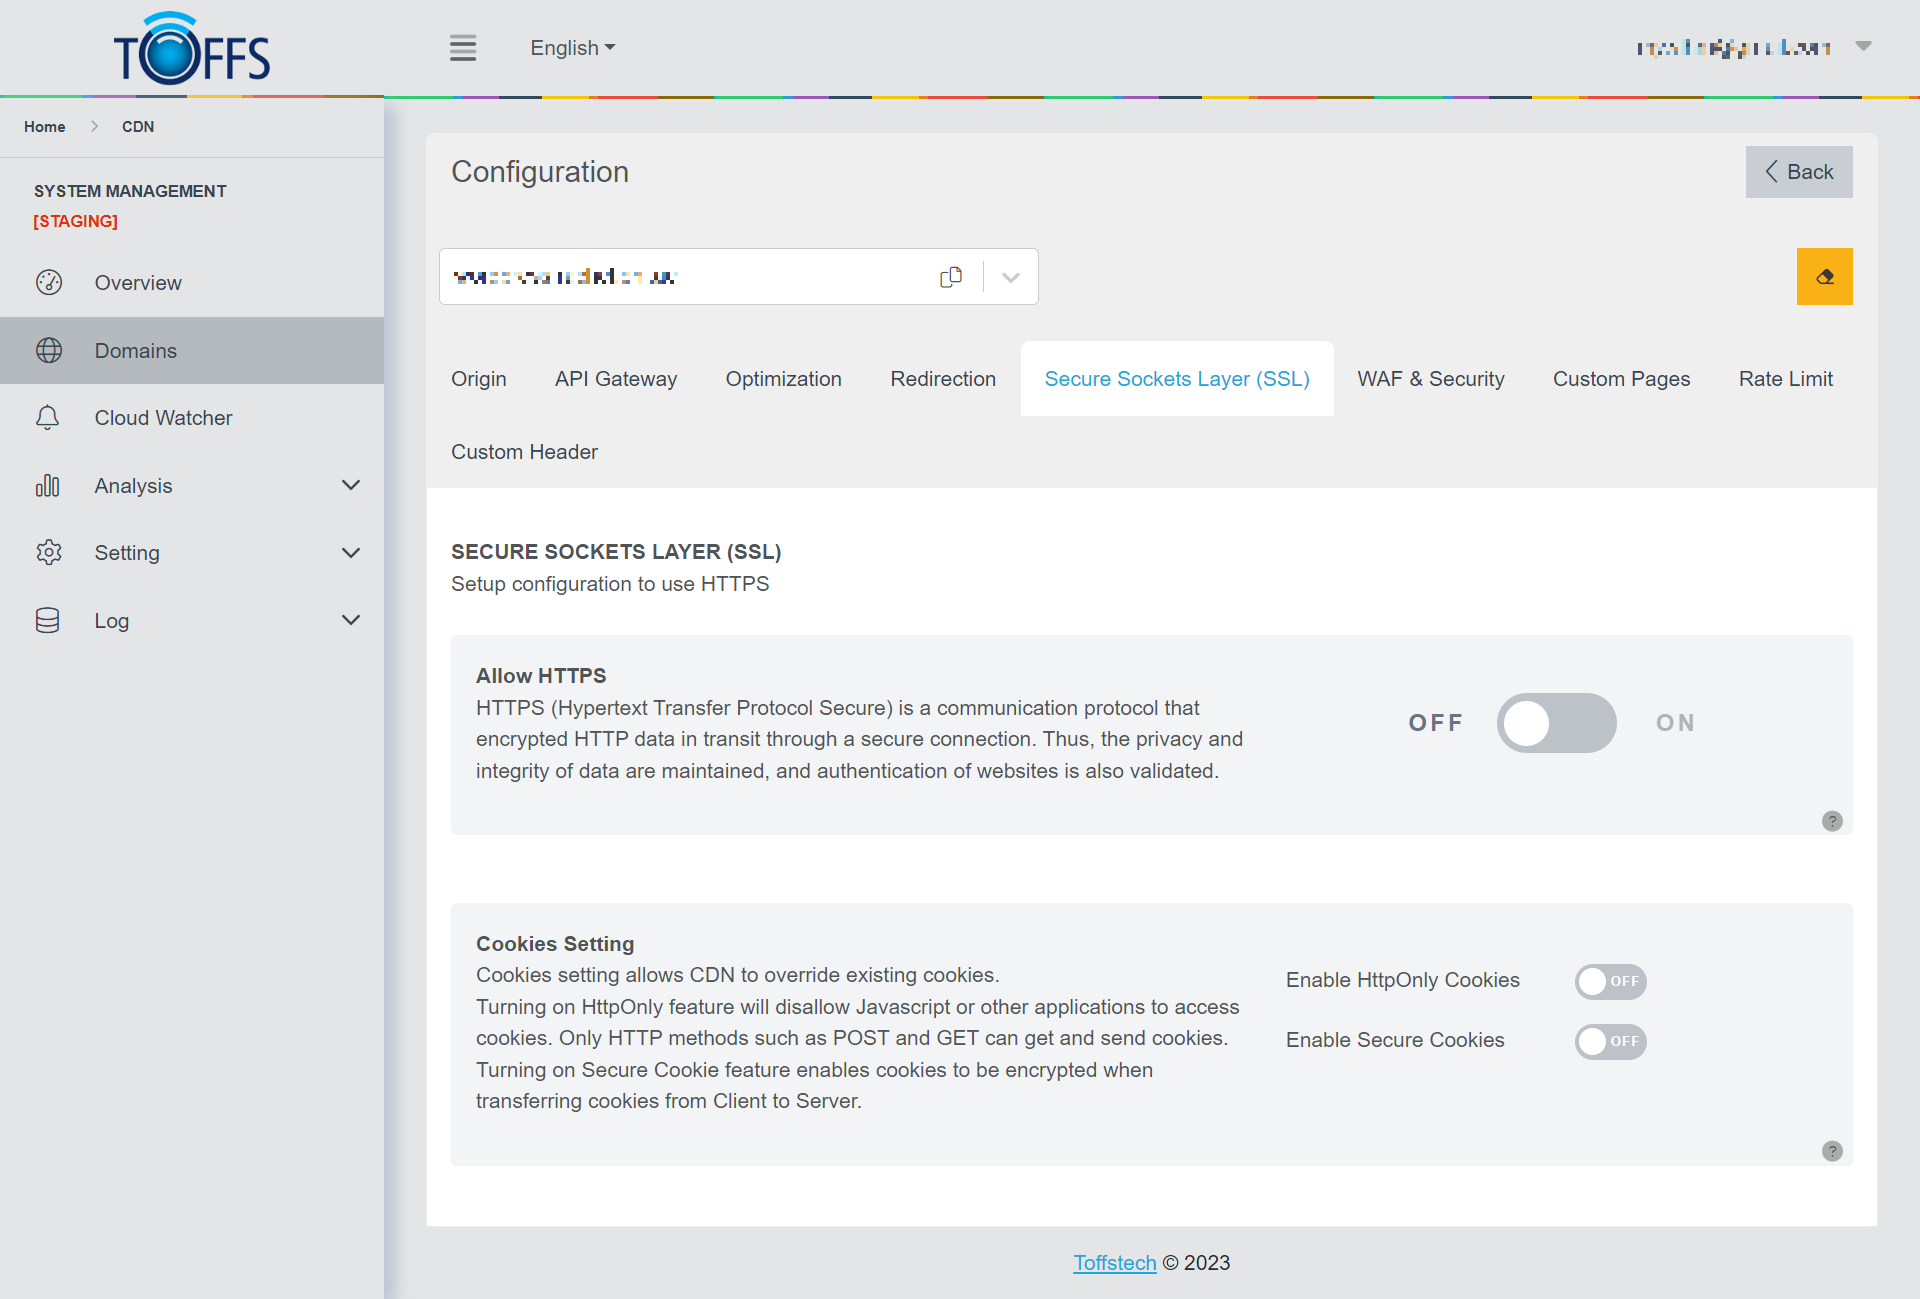 TOFFS
English
Home
CDN
SYSTEM MANAGEMENT
[STAGING]
Overview
Domains
Cloud Watcher
Analysis
Setting
Log
Configuration
Back
Origin
API Gateway
Optimization
Redirection
Secure Sockets Layer (SSL)
WAF & Security
Custom Pages
Rate Limit
Custom Header
SECURE SOCKETS LAYER (SSL)
Setup configuration to use HTTPS
Allow HTTPS
HTTPS (Hypertext Transfer Protocol Secure) is a communication protocol that
encrypted HTTP data in transit through a secure connection. Thus, the privacy and
integrity of data are maintained, and authentication of websites is also validated.
OFF
ON
?
Cookies Setting
Cookies setting allows CDN to override existing cookies.
Turning on HttpOnly feature will disallow Javascript or other applications to access
cookies. Only HTTP methods such as POST and GET can get and send cookies.
Turning on Secure Cookie feature enables cookies to be encrypted when
transferring cookies from Client to Server.
Enable HttpOnly Cookies
OFF
Enable Secure Cookies
OFF
?
Toffstech © 2023